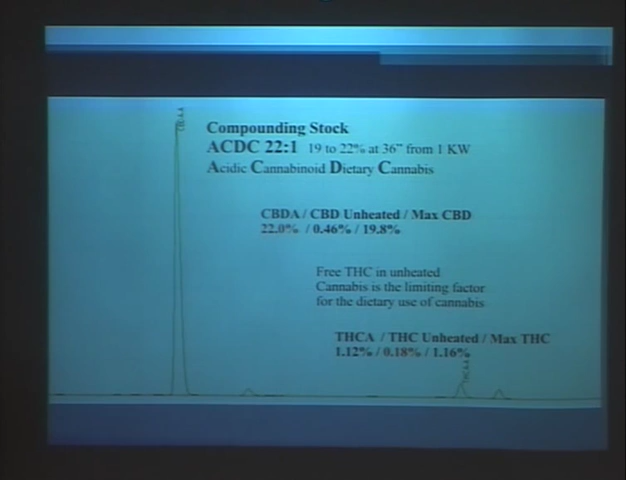 Compounding Stock
ACDC 22:1 19 to 22% at 36" from 1 KW
Acidic Cannabinoid Dietary Cannabis
CBDA / CBD Unheated / Max CBD
22.0% / 0.46% / 19.8%
Free THC in unheated
Cannabis is the limiting factor
for the dietary use of cannabis
THCA / THC Unheated / Max THC
1.12% / 0.18% / 1.16%